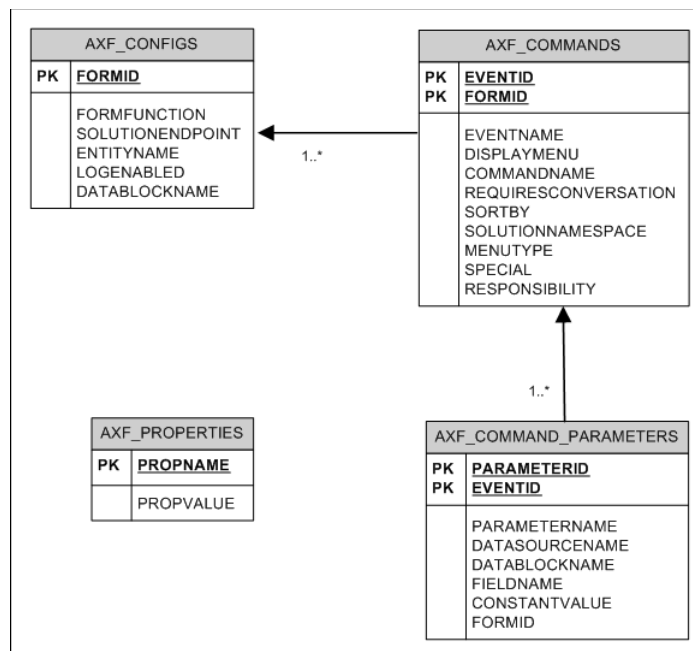 AXF_CONFIGS
PK FORMID
FORMFUNCTION
SOLUTIONENDPOINT
ENTITYNAME
LOGENABLED
DATABLOCKNAME
1..*
AXF_COMMANDS
PK EVENTID
PK FORMID
EVENTNAME
DISPLAYMENU
COMMANDNAME
REQUIRESCONVERSATION
SORTBY
SOLUTIONNAMESPACE
MENUTYPE
SPECIAL
RESPONSIBILITY
1..*
AXF_PROPERTIES
PK PROPNAME
PROPVALUE
AXF_COMMAND_PARAMETERS
PK PARAMETERID
PK EVENTID
PARAMETERNAME
DATASOURCENAME
DATABLOCKNAME
FIELDNAME
CONSTANTVALUE
FORMID